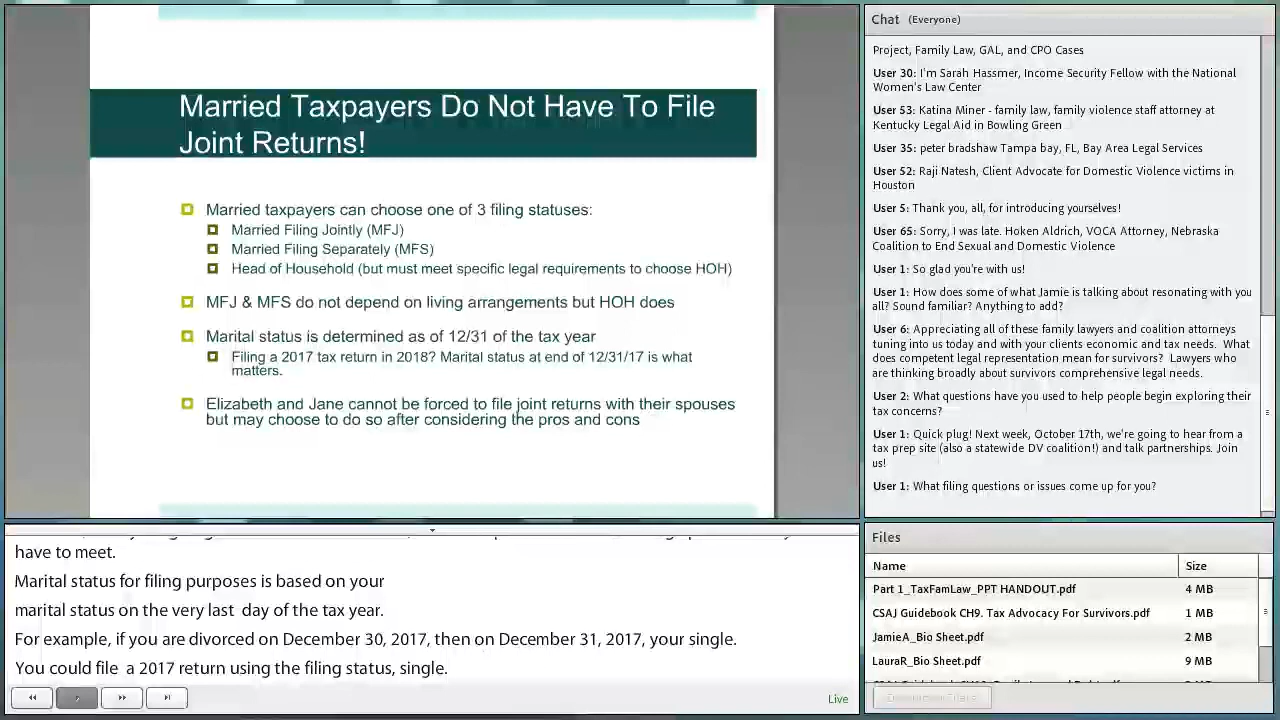 Married Taxpayers Do Not Have To File
Joint Returns!
Married taxpayers can choose one of 3 filing statuses:
Married Filing Jointly (MFJ)
Married Filing Separately (MFS)
Head of Household (but must meet specific legal requirements to choose HOH)
MFJ & MFS do not depend on living arrangements but HOH does
Marital status is determined as of 12/31 of the tax year
Filing a 2017 tax return in 2018? Marital status at end of 12/31/17 is what
matters.
Elizabeth and Jane cannot be forced to file joint returns with their spouses
but may choose to do so after considering the pros and cons
have to meet.
Marital status for filing purposes is based on your
marital status on the very last day of the tax year.
For example, if you are divorced on December 30, 2017, then on December 31, 2017, your single.
You could file a 2017 return using the filing status, single.
Live
Chat (Everyone)
Project, Family Law, GAL, and CPO Cases
User 30: I'm Sarah Hassmer, Income Security Fellow with the National
Women's Law Center
User 53: Katina Miner - family law, family violence staff attorney at
Kentucky Legal Aid in Bowling Green
User 35: peter bradshaw Tampa bay, FL, Bay Area Legal Services
User 52: Raji Natesh, Client Advocate for Domestic Violence victims in
Houston
User 5: Thank you, all, for introducing yourselves!
User 65: Sorry, I was late. Hoken Aldrich, VOCA Attorney, Nebraska
Coalition to End Sexual and Domestic Violence
User 1: So glad you're with us!
User 1: How does some of what Jamie is talking about resonating with you
all? Sound familiar? Anything to add?
User 6: Appreciating all of these family lawyers and coalition attorneys
tuning into us today and with your clients economic and tax needs. What
does competent legal representation mean for survivors? Lawyers who
are thinking broadly about survivors comprehensive legal needs.
User 2: What questions have you used to help people begin exploring their
tax concerns?
User 1: Quick plug! Next week, October 17th, we're going to hear from a
tax prep site (also a statewide DV coalition!) and talk partnerships. Join
us!
User 1: What filing questions or issues come up for you?
Files
Name Size
Part 1_TaxFamLaw_PPT HANDOUT.pdf 4 MB
CSAJ Guidebook CH9. Tax Advocacy For Survivors.pdf 1 MB
JamieA_Bio Sheet.pdf 2 MB
LauraR_Bio Sheet.pdf 9 MB